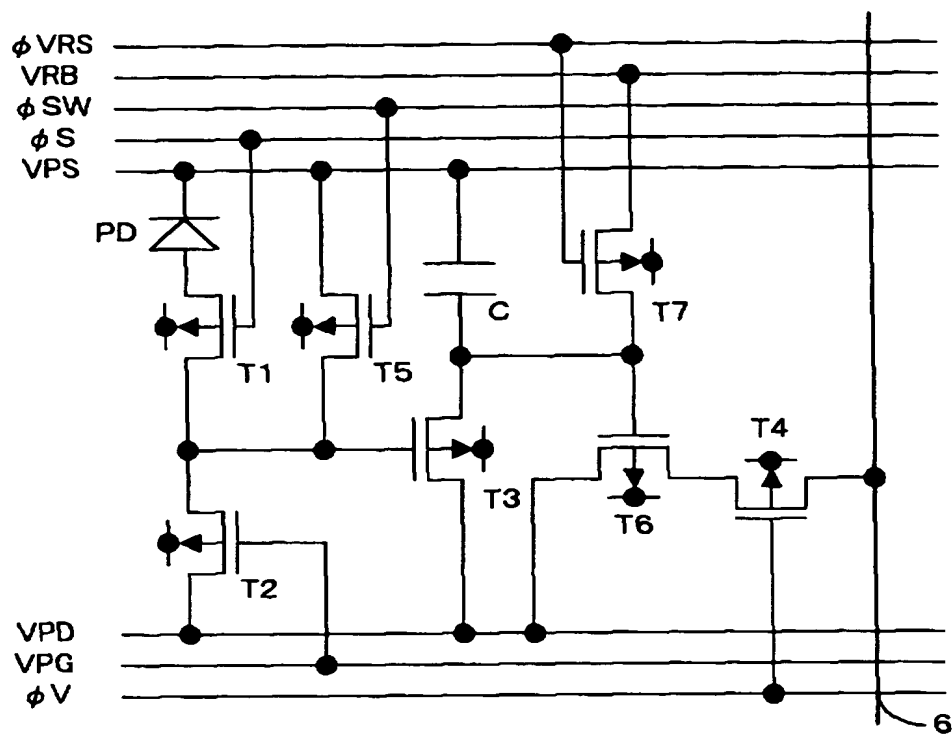 φVRS
VRB
φSW
φS
VPS
PD
C
T7
T1
T5
T4
T3
T6
T2
VPD
VPG
φV
6